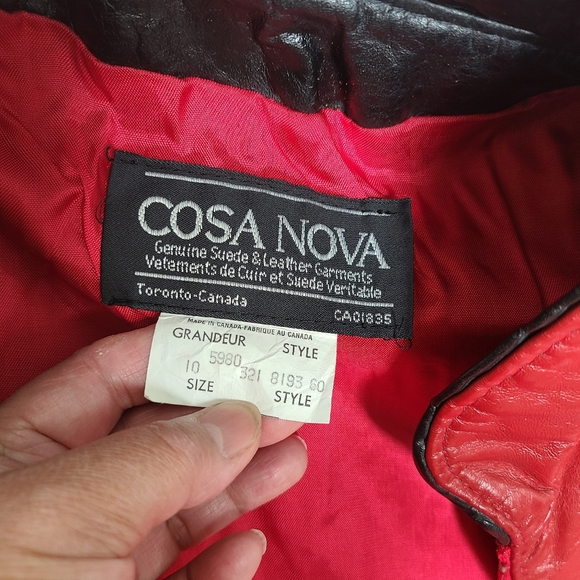 COSA NOVA
Genuine Suede & Leather Garments
Vetements de Cuir et Suede Veritable
Toronto-Canada CA01835
MADE IN CANADA-FABRIQUE AU CANADA
GRANDEUR STYLE
5980
10 321 8193 60
SIZE STYLE